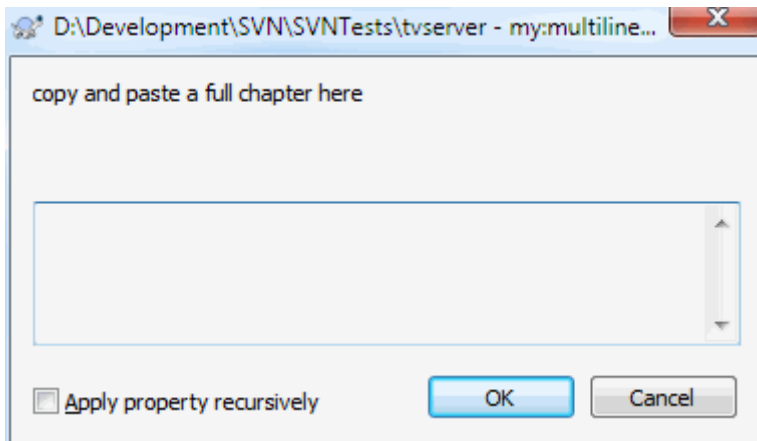 D:\Development\SVN\SVNTests\tvserver - my:multiline...
copy and paste a full chapter here
Apply property recursively
OK
Cancel